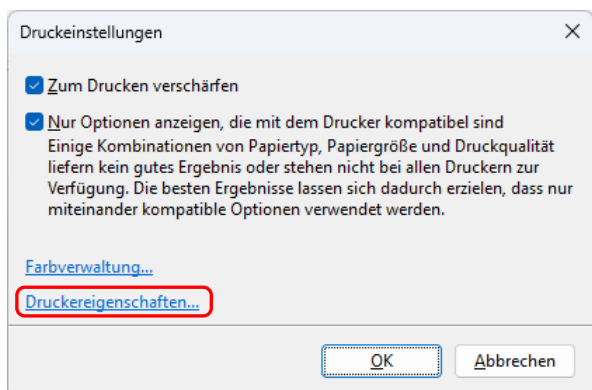 Druckeinstellungen
Zum Drucken verschärfen
Nur Optionen anzeigen, die mit dem Drucker kompatibel sind
Einige Kombinationen von Papiertyp, Papiergröße und Druckqualität
liefern kein gutes Ergebnis oder stehen nicht bei allen Druckern zur
Verfügung. Die besten Ergebnisse lassen sich dadurch erzielen, dass nur
miteinander kompatible Optionen verwendet werden.
Farbverwaltung...
Druckereigenschaften...
OK
Abbrechen